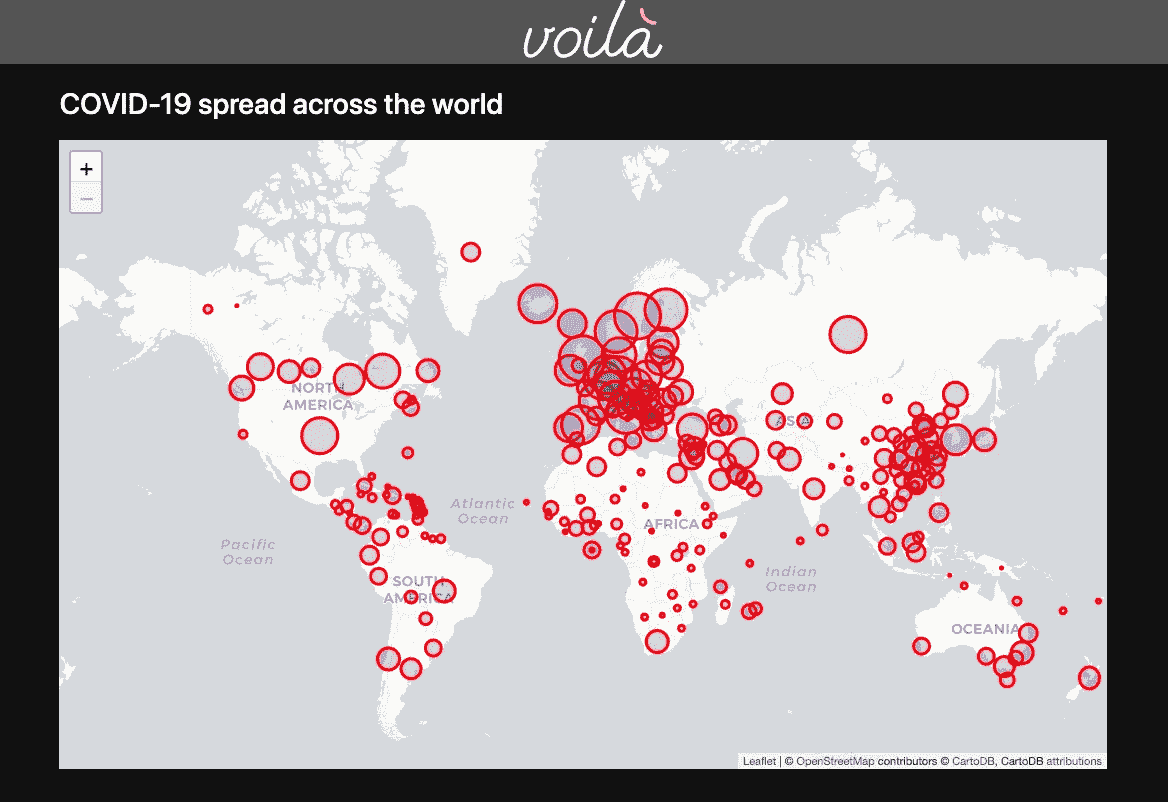 voilà
COVID-19 spread across the world
+
−
NORTH
AMERICA
Atlantic
Ocean
AFRICA
ASIA
Pacific
Ocean
SOUTH
AMERICA
Indian
Ocean
OCEANIA
Leaflet | © OpenStreetMap contributors © CartoDB, CartoDB attributions